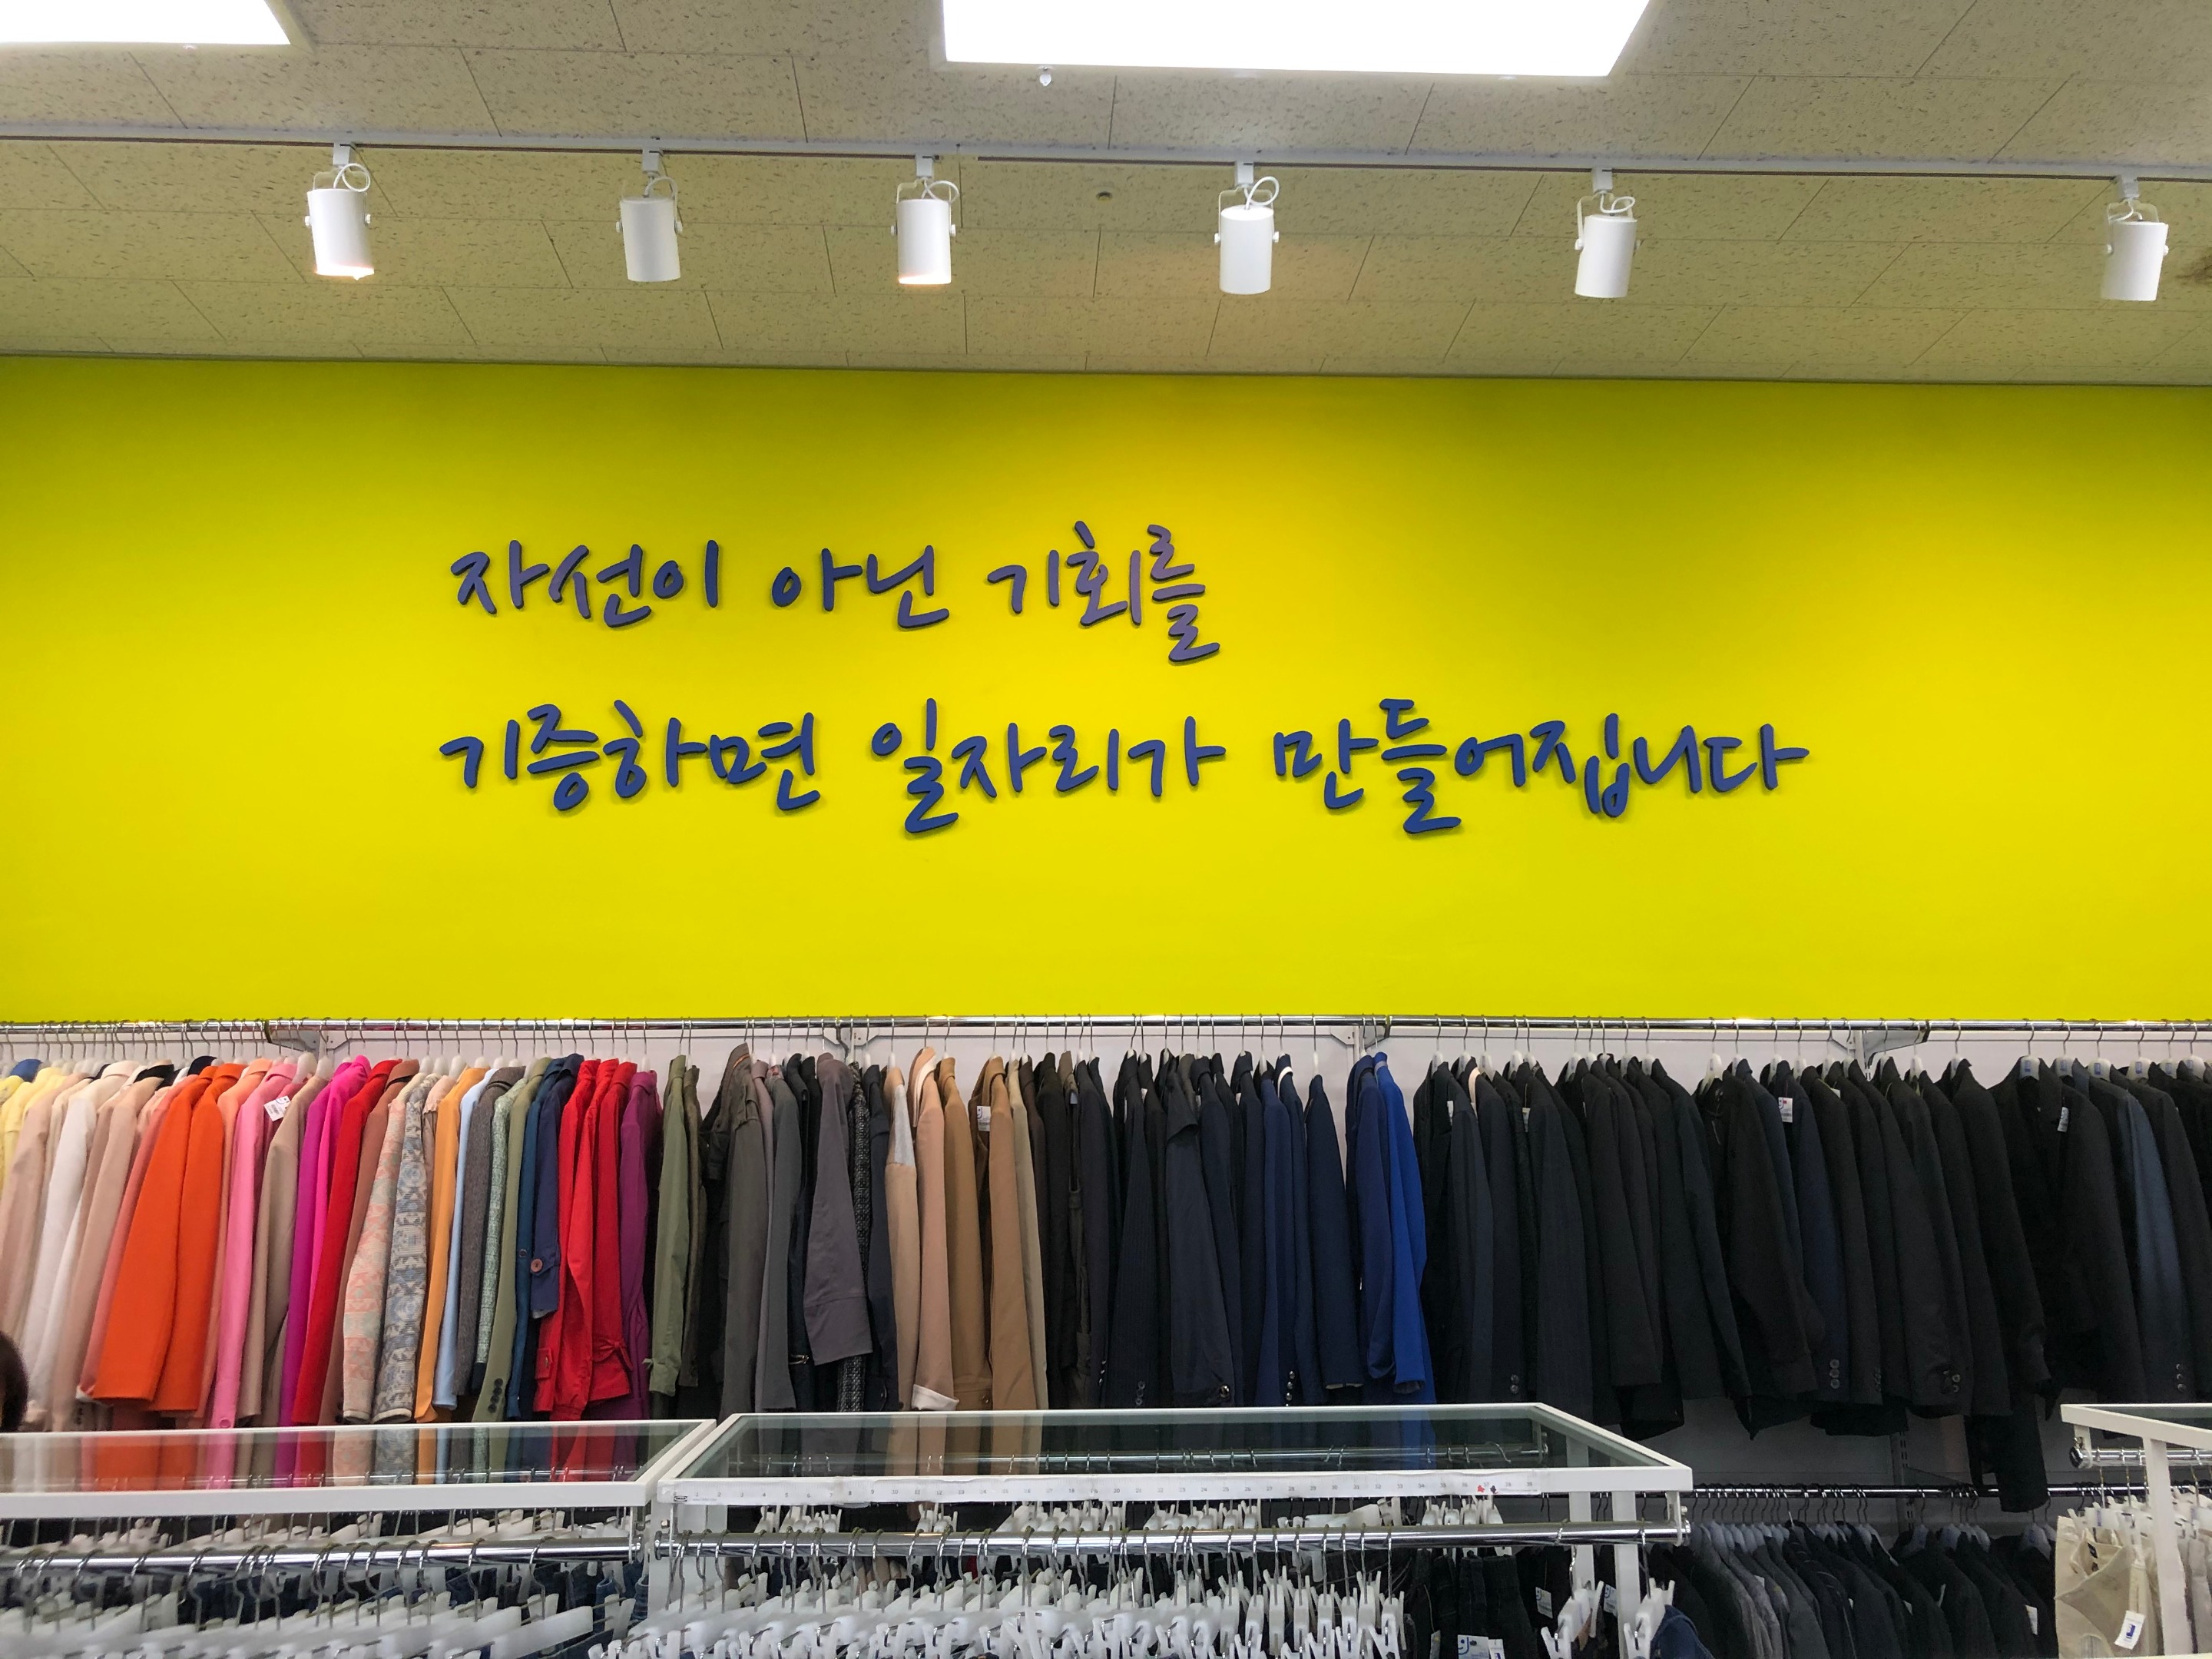 자선이 아닌 기회를
기증하면 일자리가 만들어집니다